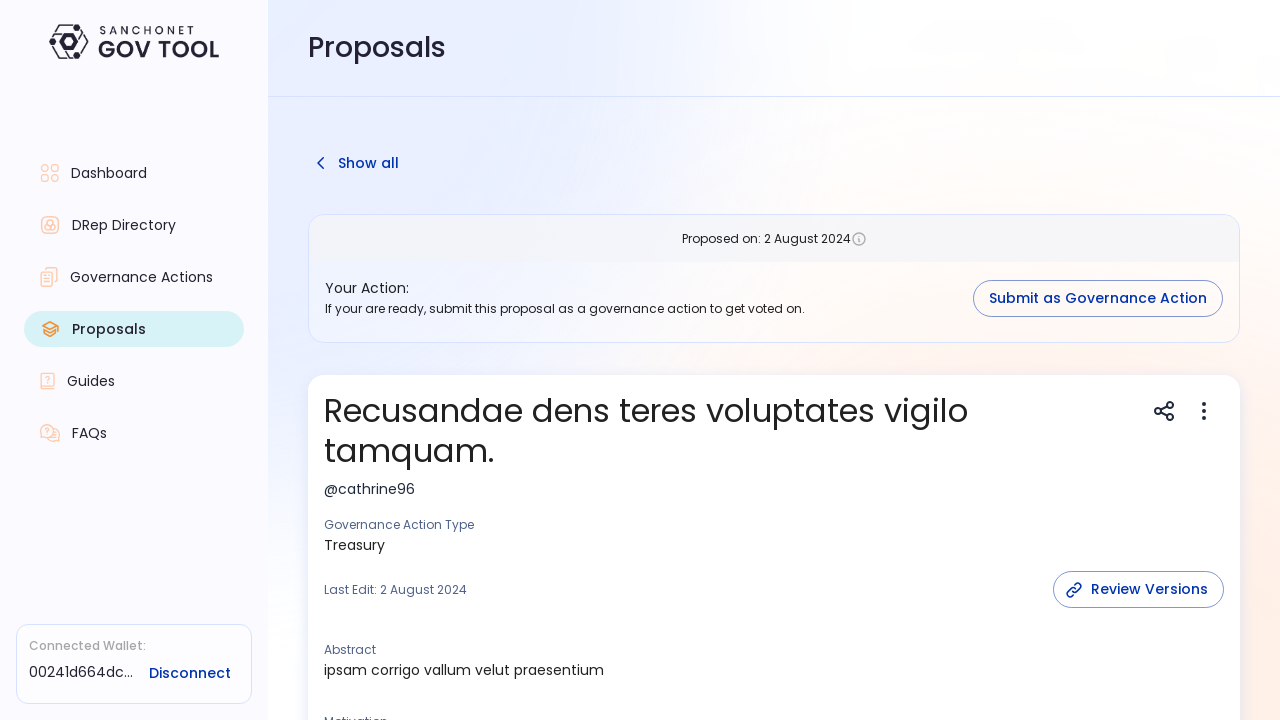 SANCHONET
GOV TOOL
Dashboard
DRep Directory
Governance Actions
Proposals
Guides
FAQs
Connected Wallet:
00241d664dc...
Disconnect
Proposals
Show all
Proposed on: 2 August 2024
Your Action:
If your are ready, submit this proposal as a governance action to get voted on.
Submit as Governance Action
Recusandae dens teres voluptates vigilo
tamquam.
@cathrine96
Governance Action Type
Treasury
Last Edit: 2 August 2024
Review Versions
Abstract
ipsam corrigo vallum velut praesentium
Motivation